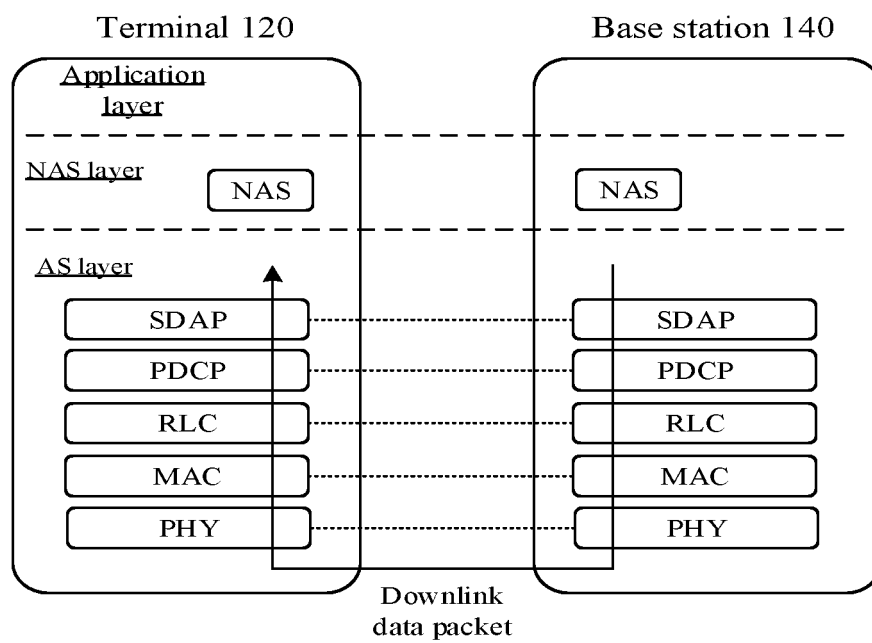 Terminal 120
Base station 140
Application
layer
NAS layer
NAS
NAS
AS layer
SDAP
SDAP
PDCP
PDCP
RLC
RLC
MAC
MAC
PHY
PHY
Downlink
data packet